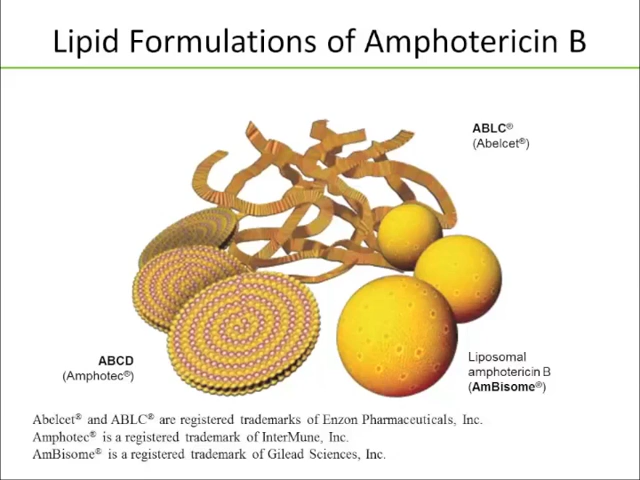 Lipid Formulations of Amphotericin B
ABLC®
(Abelcet®)
ABCD
(Amphotec®)
Liposomal
amphotericin B
(AmBisome®)
Abelcet® and ABLC® are registered trademarks of Enzon Pharmaceuticals, Inc.
Amphotec® is a registered trademark of InterMune, Inc.
AmBisome® is a registered trademark of Gilead Sciences, Inc.